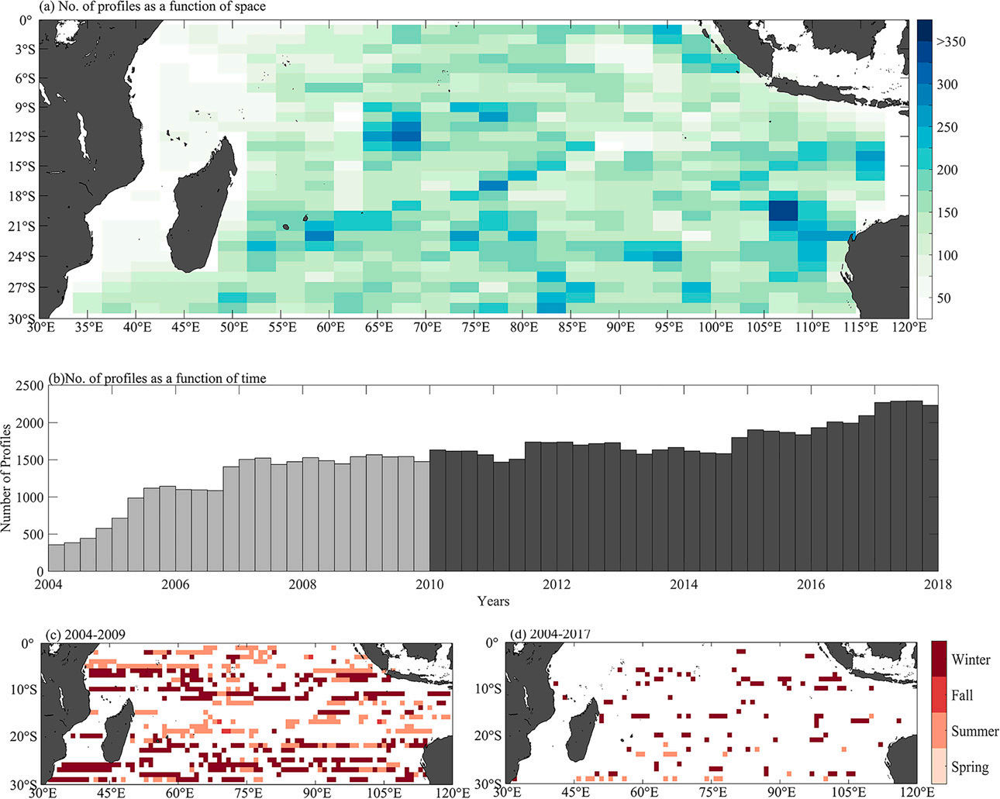 (a) No. of profiles as a function of space
0°
3°S
6°S
9°S
12°S
15°S
18°S
21°S
24°S
27°S
30°S
30°E 35°E 40°E 45°E 50°E 55°E 60°E 65°E 70°E 75°E 80°E 85°E 90°E 95°E 100°E 105°E 110°E 115°E 120°E
>350
300
250
200
150
100
50
(b)No. of profiles as a function of time
Number of Profiles
2500
2000
1500
1000
500
0
2004 2006 2008 2010 2012 2014 2016 2018
Years
(c) 2004-2009
0°
10°S
20°S
30°S
30°E 45°E 60°E 75°E 90°E 105°E 120°E
(d) 2004-2017
0°
10°S
20°S
30°S
30°E 45°E 60°E 75°E 90°E 105°E 120°E
Winter
Fall
Summer
Spring